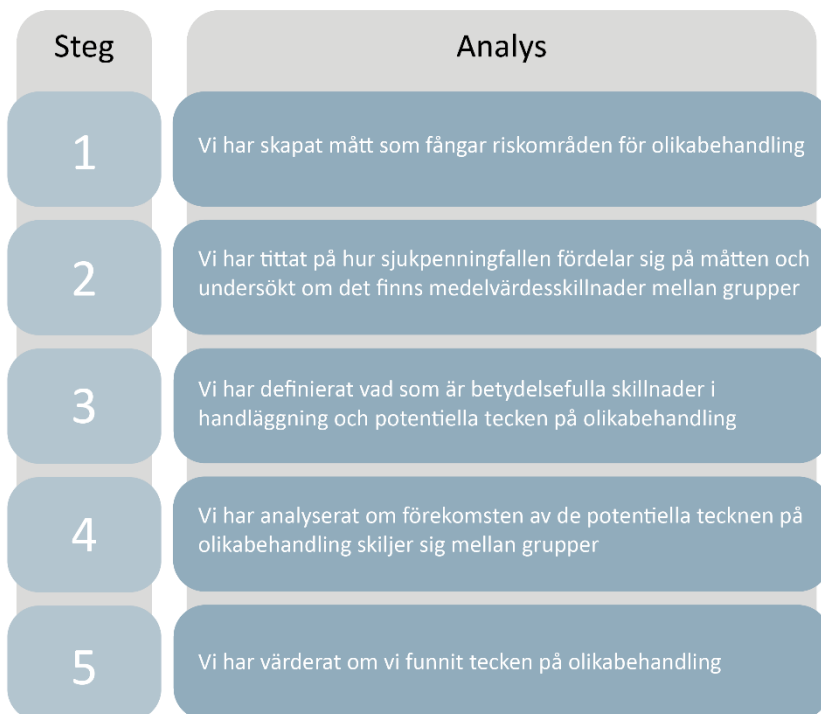 Steg
Analys
1
Vi har skapat mått som fångar riskområden för olikabehandling
2
Vi har tittat på hur sjukpenningfallen fördelar sig på måtten och
undersökt om det finns medelvärdesskillnader mellan grupper
3
Vi har definierat vad som är betydelsefulla skillnader i
handläggning och potentiella tecken på olikabehandling
4
Vi har analyserat om förekomsten av de potentiella tecknen på
olikabehandling skiljer sig mellan grupper
5
Vi har värderat om vi funnit tecken på olikabehandling